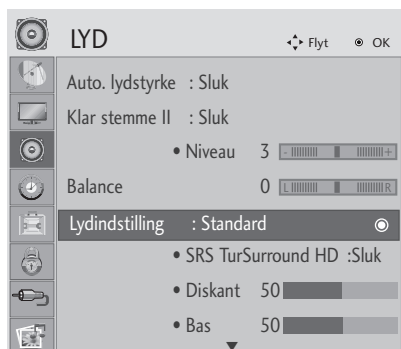 LYD Flyt OK
Auto. lydstyrke : Sluk
Klar stemme II : Sluk
• Niveau 3 - +
Balance 0 L R
Lydindstilling : Standard
• SRS TurSurround HD :Sluk
• Diskant 50
• Bas 50